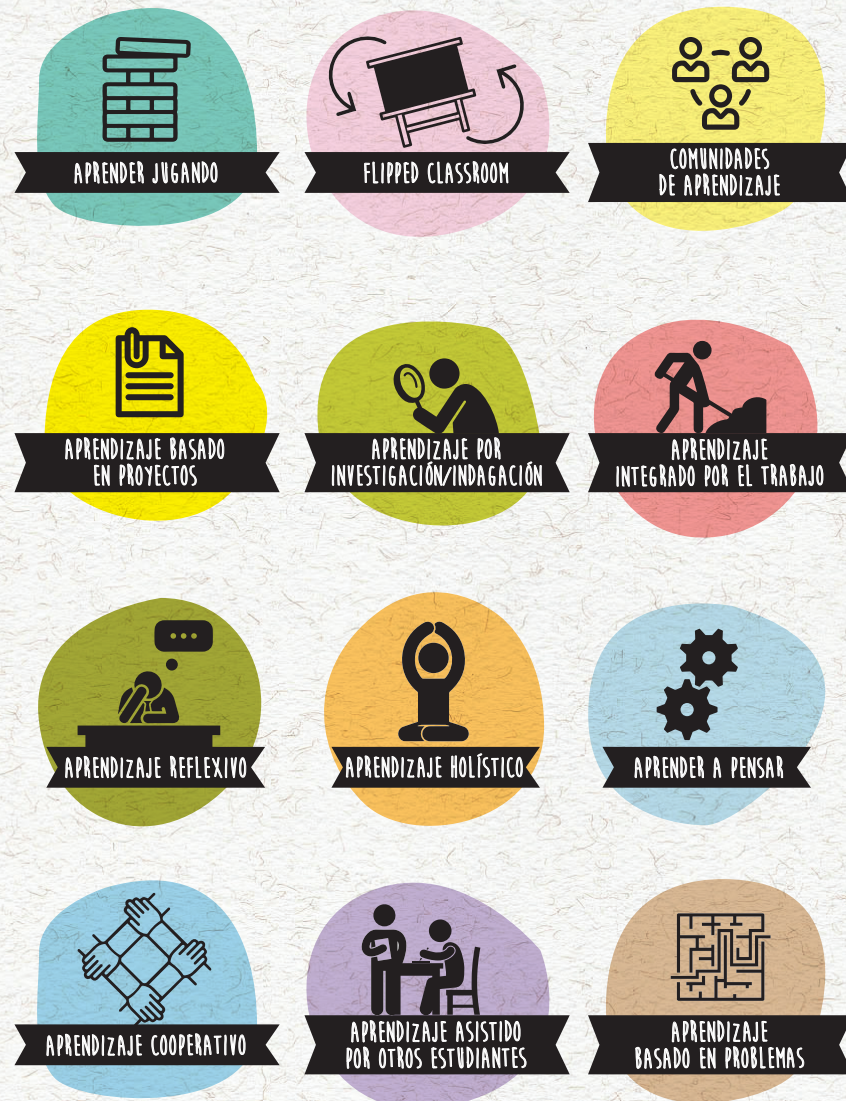 APRENDER JUGANDO
FLIPPED CLASSROOM
COMUNIDADES
DE APRENDIZAJE
APRENDIZAJE BASADO
EN PROYECTOS
APRENDIZAJE POR
INVESTIGACIÓN/INDAGACIÓN
APRENDIZAJE
INTEGRADO POR EL TRABAJO
APRENDIZAJE REFLEXIVO
APRENDIZAJE HOLÍSTICO
APRENDER A PENSAR
APRENDIZAJE COOPERATIVO
APRENDIZAJE ASISTIDO
POR OTROS ESTUDIANTES
APRENDIZAJE
BASADO EN PROBLEMAS